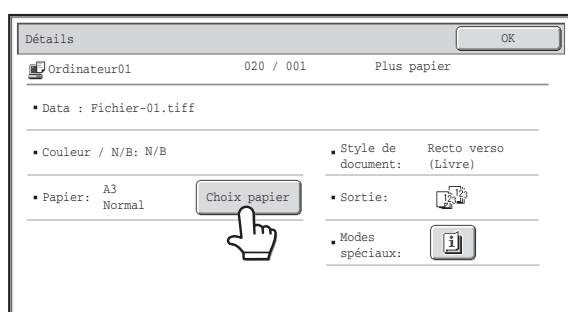 Détails
OK
Ordinateur01 020 / 001 Plus papier
Data : Fichier-01.tiff
Couleur / N/B: N/B
Style de document: Recto verso (Livre)
Papier: A3 Normal
Choix papier
Sortie:
Modes spéciaux: